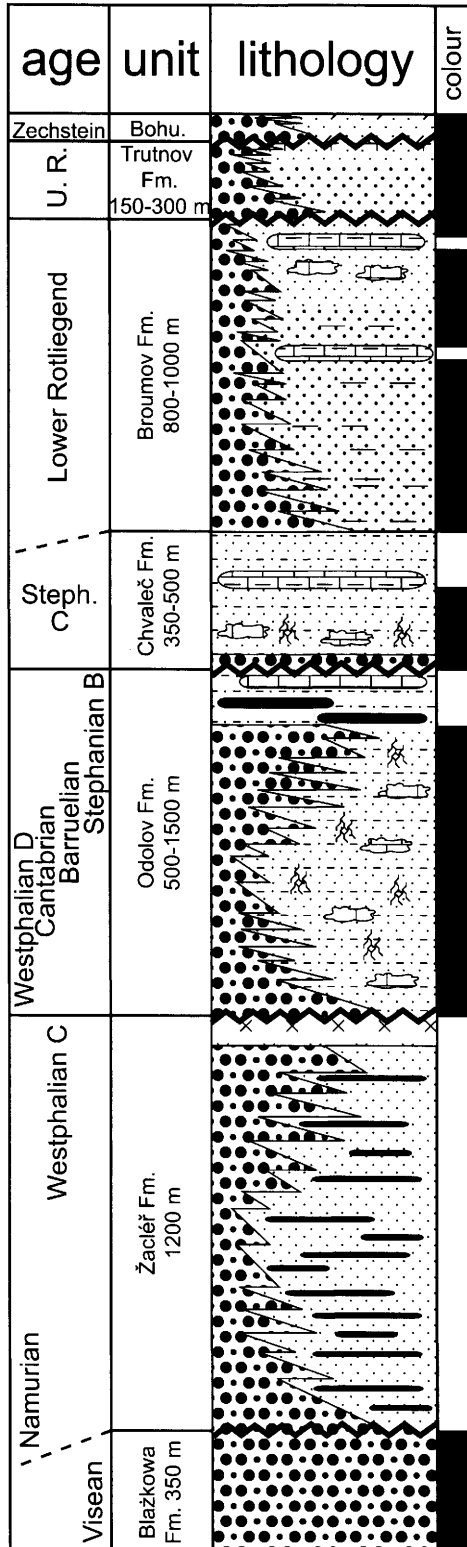 age unit lithology colour
Zechstein Bohu.
U. R.
Trutnov
Fm.
150-300 m
Lower Rotliegend
Broumov Fm.
800-1000 m
Steph.
C
Chvaleč Fm.
350-500 m
Stephanian B
Barruelian
Cantabrian
Westphalian D
Odolov Fm.
500-1500 m
Westphalian C
Žacléř Fm.
1200 m
Namurian
Visean
Blažkowa
Fm. 350 m